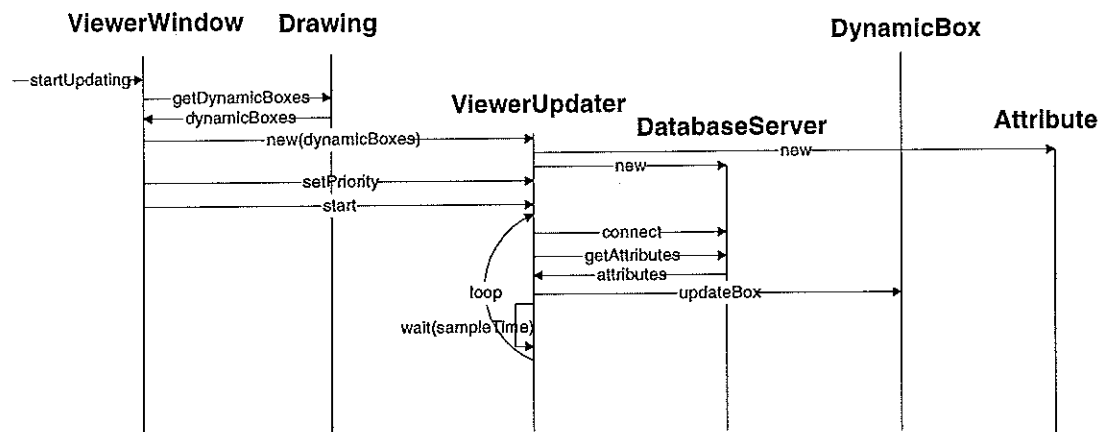 ViewerWindow Drawing DynamicBox
startUpdating
getDynamicBoxes
dynamicBoxes
ViewerUpdater
DatabaseServer Attribute
new(dynamicBoxes)
new
new
setPriority
start
connect
getAttributes
attributes
loop
updateBox
wait(sampleTime)